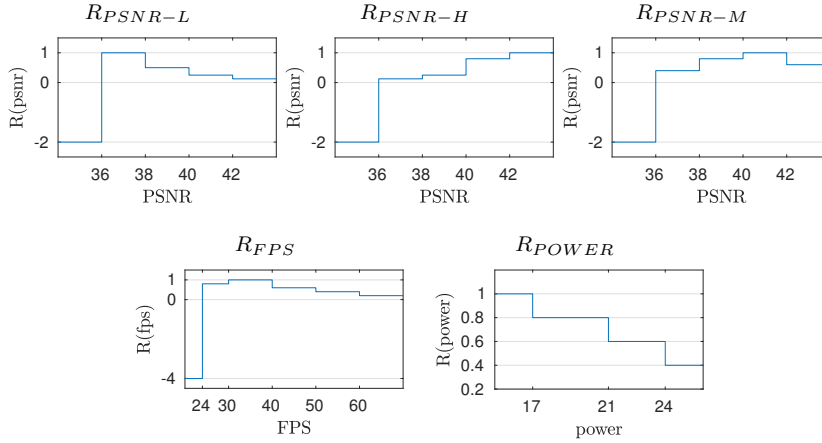 R_{PSNR-L}
R_{PSNR-H}
R_{PSNR-M}
R(psnr)
1
0
-2
36 38 40 42
PSNR
R(psnr)
1
0
-2
36 38 40 42
PSNR
R(psnr)
1
0
-2
36 38 40 42
PSNR
R_{FPS}
R_{POWER}
R(fps)
1
0
-4
24 30 40 50 60
FPS
R(power)
1
0.8
0.6
0.4
0.2
17 21 24
power